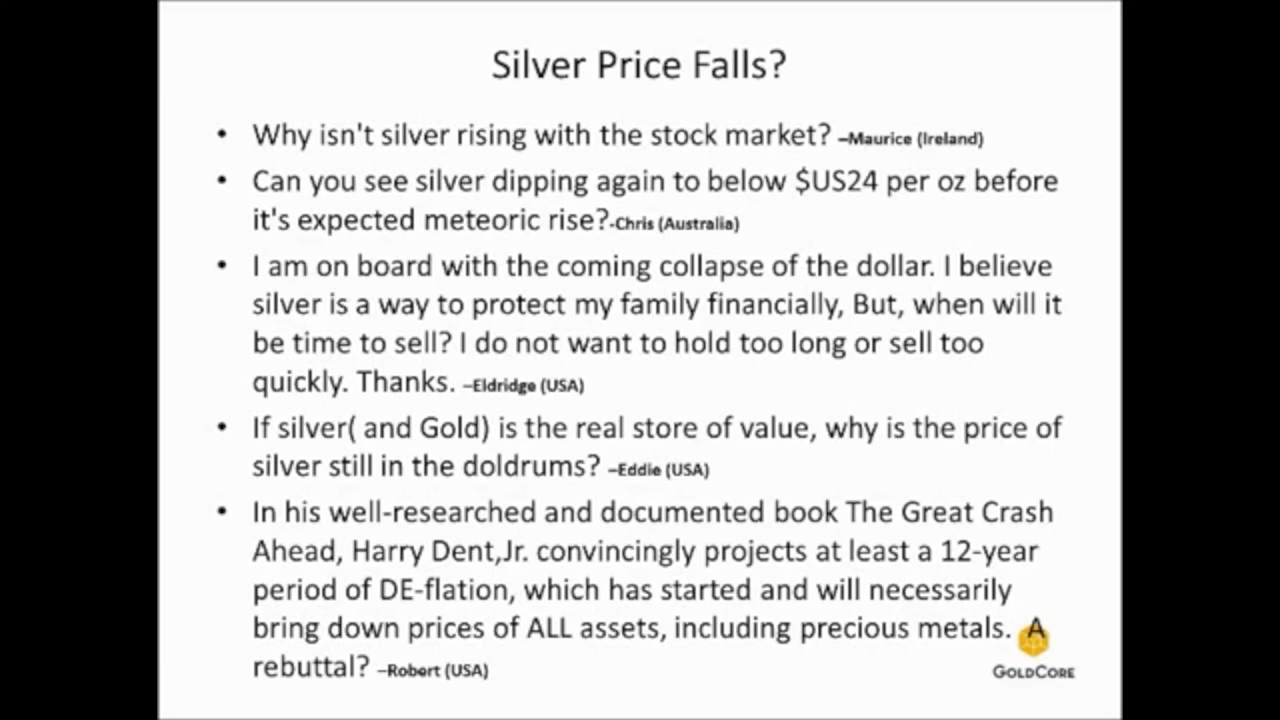 Silver Price Falls?
• Why isn't silver rising with the stock market? –Maurice (Ireland)
• Can you see silver dipping again to below $US24 per oz before
it's expected meteoric rise?-Chris (Australia)
• I am on board with the coming collapse of the dollar. I believe
silver is a way to protect my family financially, But, when will it
be time to sell? I do not want to hold too long or sell too
quickly. Thanks. –Eldridge (USA)
• If silver( and Gold) is the real store of value, why is the price of
silver still in the doldrums? –Eddie (USA)
• In his well-researched and documented book The Great Crash
Ahead, Harry Dent,Jr. convincingly projects at least a 12-year
period of DE-flation, which has started and will necessarily
bring down prices of ALL assets, including precious metals. A
rebuttal? –Robert (USA)
GOLDCORE